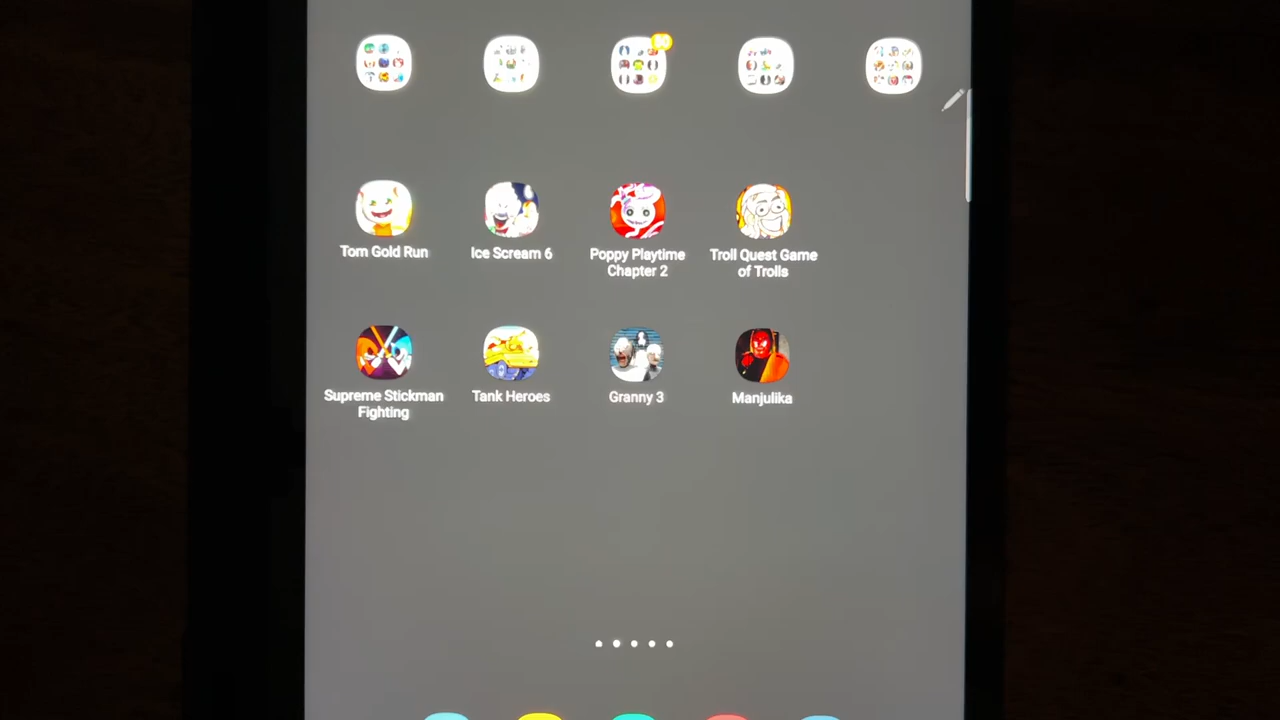 Tom Gold Run
Ice Scream 6
Poppy Playtime
Chapter 2
Troll Quest Game
of Trolls
Supreme Stickman
Fighting
Tank Heroes
Granny 3
Manjulika